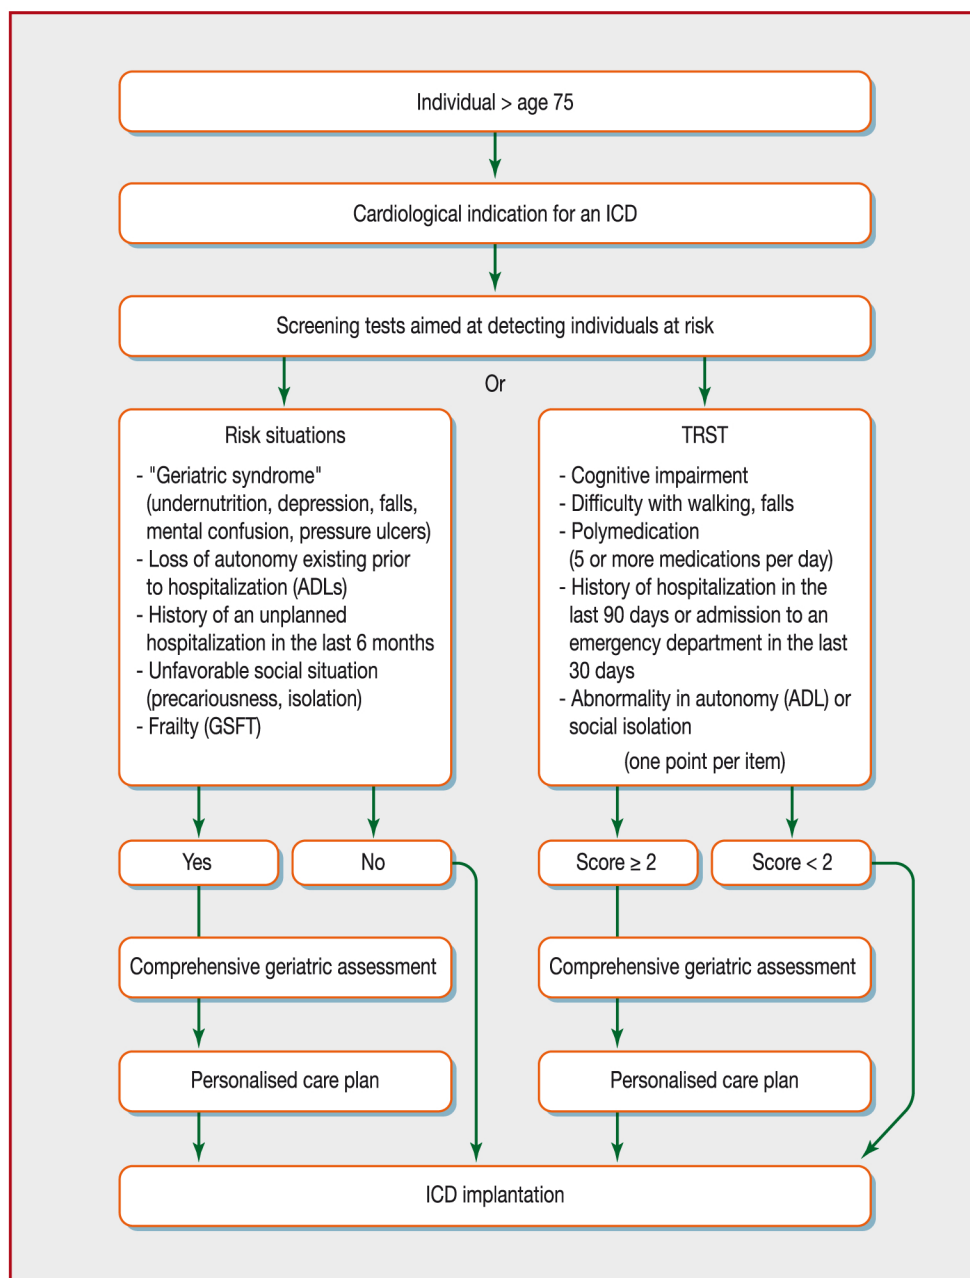 Individual > age 75
Cardiological indication for an ICD
Screening tests aimed at detecting individuals at risk
Or
Risk situations
- "Geriatric syndrome"
(undernutrition, depression, falls,
mental confusion, pressure ulcers)
- Loss of autonomy existing prior
to hospitalization (ADLs)
- History of an unplanned
hospitalization in the last 6 months
- Unfavorable social situation
(precariousness, isolation)
- Frailty (GSFT)
TRST
- Cognitive impairment
- Difficulty with walking, falls
- Polymedication
(5 or more medications per day)
- History of hospitalization in the
last 90 days or admission to an
emergency department in the last
30 days
- Abnormality in autonomy (ADL) or
social isolation
(one point per item)
Yes
No
Score ≥ 2
Score < 2
Comprehensive geriatric assessment
Comprehensive geriatric assessment
Personalised care plan
Personalised care plan
ICD implantation